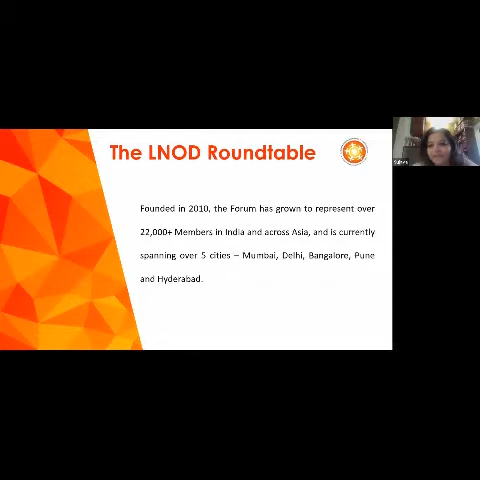 The LNOD Roundtable
Founded in 2010, the Forum has grown to represent over
22,000+ Members in India and across Asia, and is currently
spanning over 5 cities – Mumbai, Delhi, Bangalore, Pune
and Hyderabad.